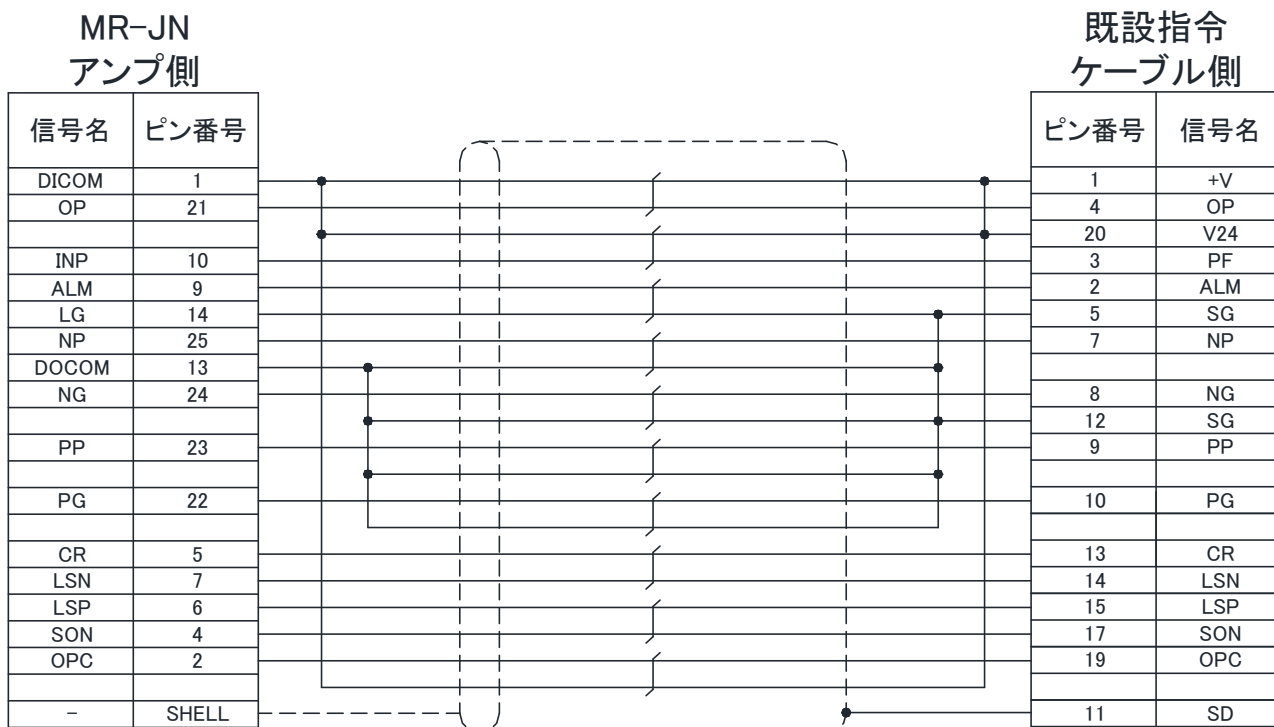 MR-JN
アンプ側
既設指令
ケーブル側
信号名 ピン番号 ピン番号 信号名
DICOM 1 1 +V
OP 21 4 OP
20 V24
INP 10 3 PF
ALM 9 2 ALM
LG 14 5 SG
NP 25 7 NP
DOCOM 13
NG 24 8 NG
12 SG
PP 23 9 PP
PG 22 10 PG
CR 5 13 CR
LSN 7 14 LSN
LSP 6 15 LSP
SON 4 17 SON
OPC 2 19 OPC
- SHELL 11 SD